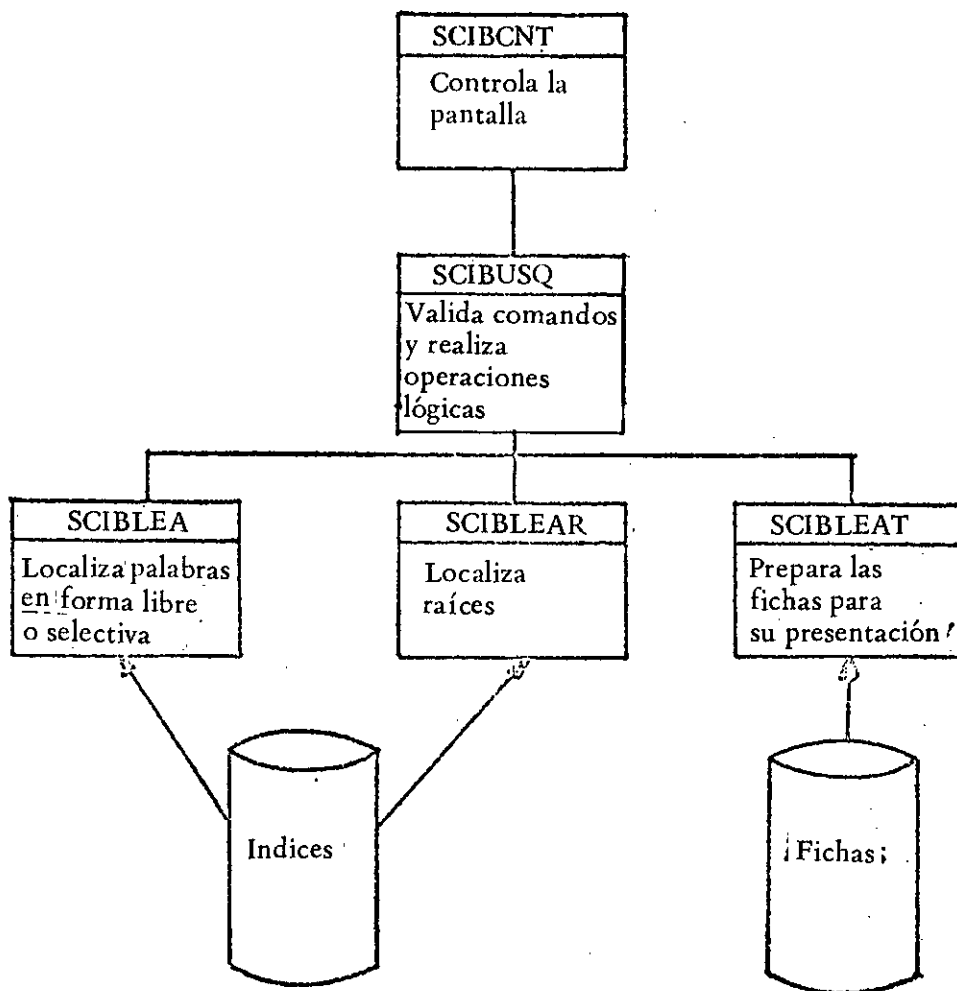 SCIBCNT
Controla la
pantalla
SCIBUSQ
Valida comandos
y realiza
operaciones
lógicas
SCIBLEA
Localiza palabras
en forma libre
o selectiva
SCIBLEAR
Localiza
raíces
SCIBLEAT
Prepara las
fichas para
su presentación
Indices
Fichas